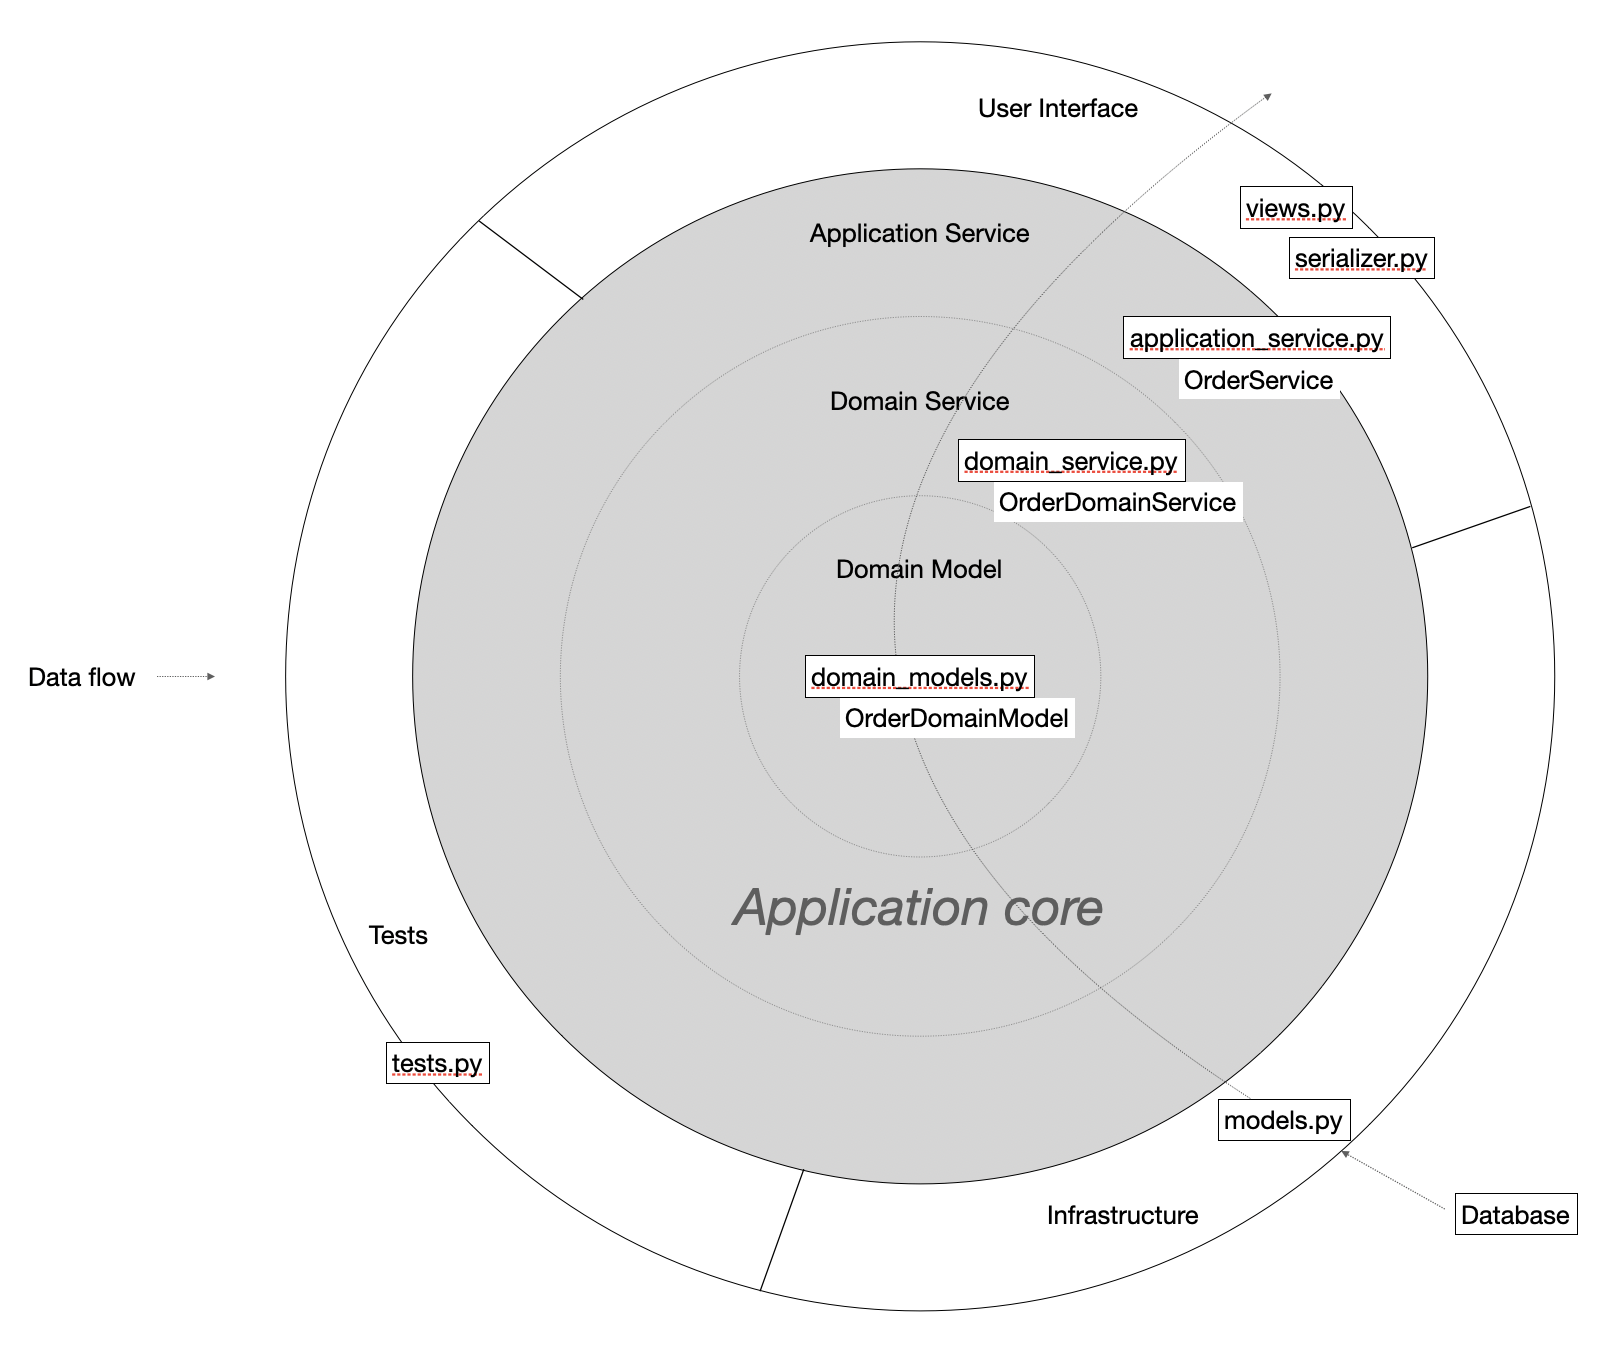 User Interface
views.py
Application Service
serializer.py
application_service.py
OrderService
Domain Service
domain_service.py
OrderDomainService
Domain Model
Data flow
domain_models.py
OrderDomainModel
Application core
Tests
tests.py
models.py
Infrastructure
Database